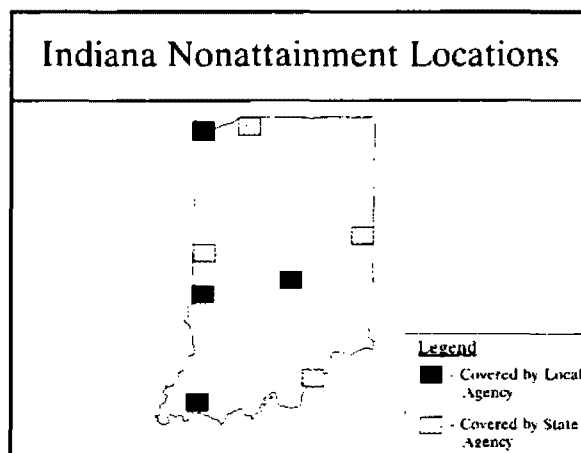 Indiana Nonattainment Locations
Legend
- Covered by Local
Agency
- Covered by State
Agency